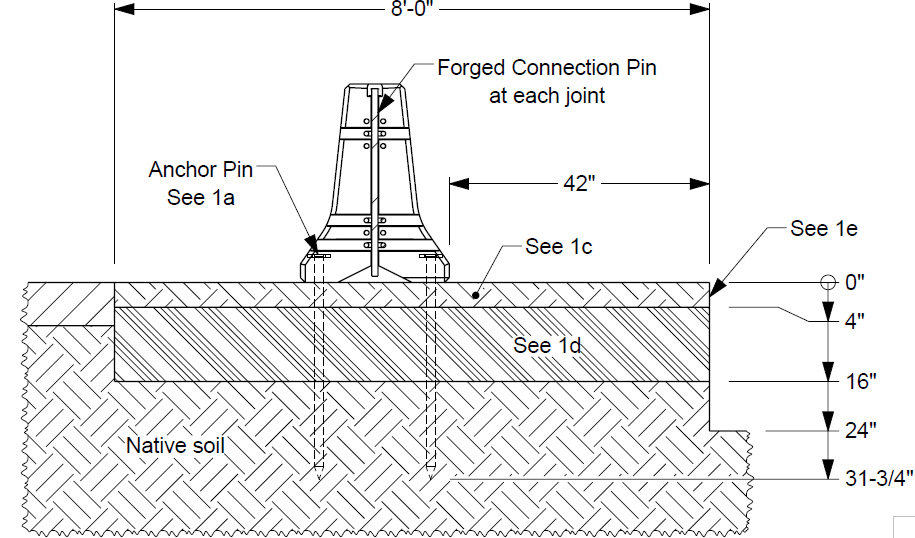 8'-0"
Forged Connection Pin
at each joint
Anchor Pin
See 1a
42"
See 1e
See 1c
0"
4"
See 1d
16"
24"
Native soil
31-3/4"